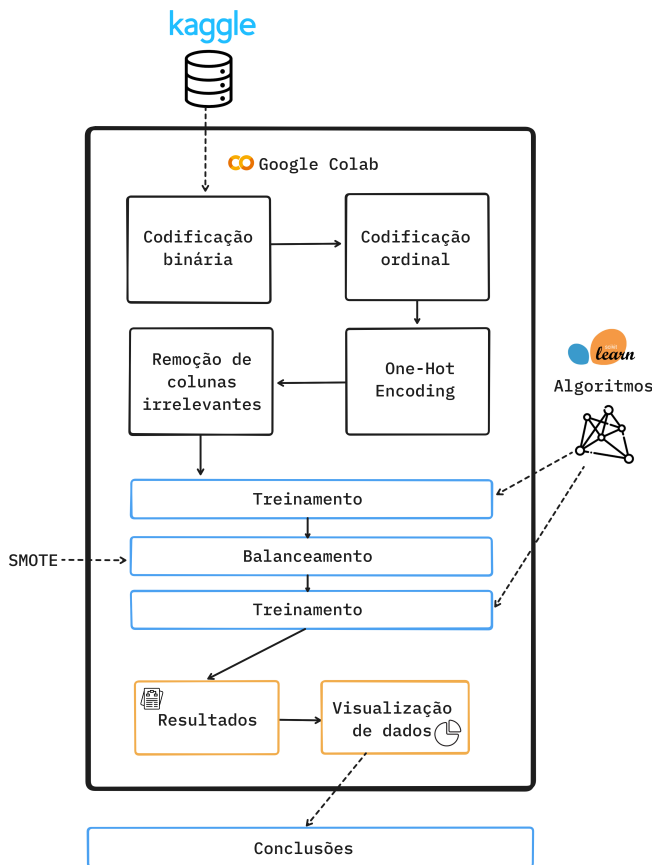 kaggle
Google Colab
Codificação
binária
Codificação
ordinal
Remoção de
colunas
irrelevantes
One-Hot
Encoding
learn
Algoritmos
Treinamento
SMOTE
Balanceamento
Treinamento
Resultados
Visualização
de dados
Conclusões